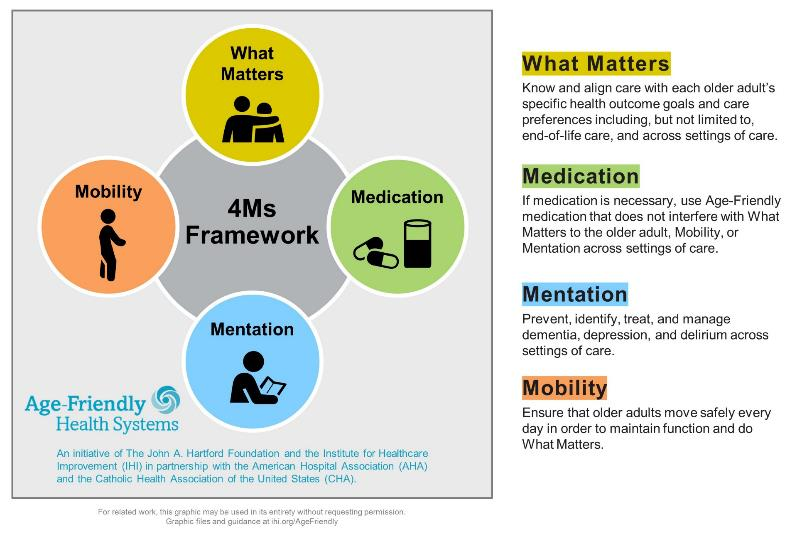 What
Matters
Mobility
4Ms
Framework
Medication
Mentation
Age-Friendly
Health Systems
An initiative of The John A. Hartford Foundation and the Institute for Healthcare
Improvement (IHI) in partnership with the American Hospital Association (AHA)
and the Catholic Health Association of the United States (CHA).
For related work, this graphic may be used in its entirety without requesting permission.
Graphic files and guidance at ihi.org/AgeFriendly
What Matters
Know and align care with each older adult's
specific health outcome goals and care
preferences including, but not limited to,
end-of-life care, and across settings of care.
Medication
If medication is necessary, use Age-Friendly
medication that does not interfere with What
Matters to the older adult, Mobility, or
Mentation across settings of care.
Mentation
Prevent, identify, treat, and manage
dementia, depression, and delirium across
settings of care.
Mobility
Ensure that older adults move safely every
day in order to maintain function and do
What Matters.